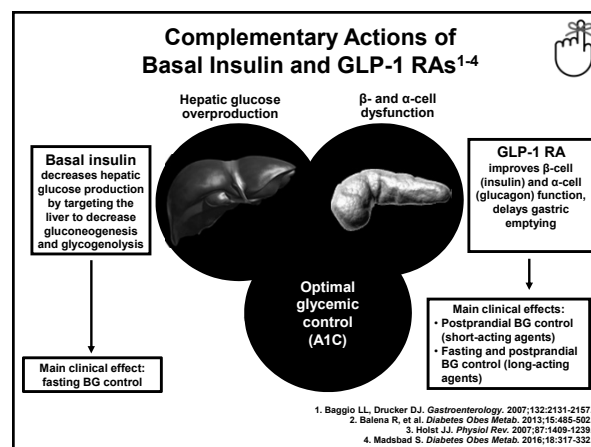 Complementary Actions of
Basal Insulin and GLP-1 RAs1-4
Hepatic glucose
overproduction
β- and α-cell
dysfunction
Basal insulin
decreases hepatic
glucose production
by targeting the
liver to decrease
gluconeogenesis
and glycogenolysis
GLP-1 RA
improves β-cell
(insulin) and α-cell
(glucagon) function,
delays gastric
emptying
Optimal
glycemic
control
(A1C)
Main clinical effect:
fasting BG control
Main clinical effects:
• Postprandial BG control
(short-acting agents)
• Fasting and postprandial
BG control (long-acting
agents)
1. Baggio LL, Drucker DJ. Gastroenterology. 2007;132:2131-2157.
2. Balena R, et al. Diabetes Obes Metab. 2013;15:485-502.
3. Holst JJ. Physiol Rev. 2007;87:1409-1239.
4. Madsbad S. Diabetes Obes Metab. 2016;18:317-332.